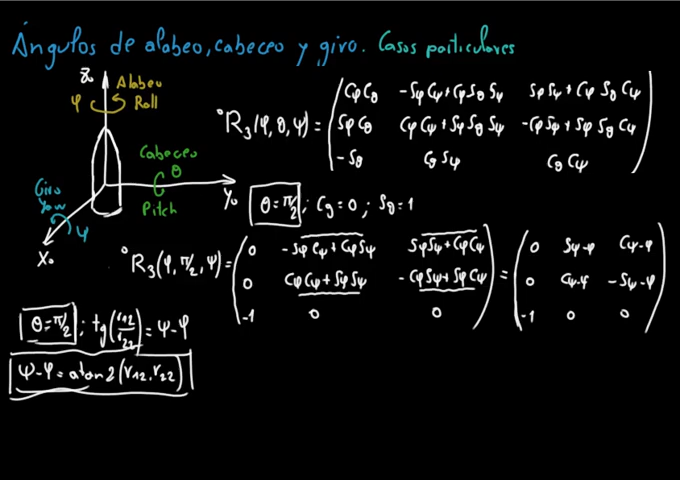 Ángulos de alabeo, cabeceo y giro. Casos particulares
Z₀
Alabeo
φ Roll
Cabeceo
θ
Pitch
Y₀
Giro
Yaw
ψ
X₀
⁰R₃(φ, θ, ψ) = ( CφCθ -SφCψ+CφSθSψ SφSψ+CφSθCψ
SφCθ CφCψ+SφSθSψ -CφSψ+SφSθCψ
-Sθ CθSψ CθCψ )
θ=π/2 ; Cθ=0 ; Sθ=1
⁰R₃(φ, π/2, ψ) = ( 0 -SφCψ+CφSψ SφSψ+CφCψ
0 CφCψ+SφSψ -CφSψ+SφCψ
-1 0 0 )
= ( 0 Sψ-φ Cψ-φ
0 Cψ-φ -Sψ-φ
-1 0 0 )
θ=π/2 ; tg(r₁₂/r₂₂) = ψ-φ
ψ-φ = atan2(r₁₂, r₂₂)